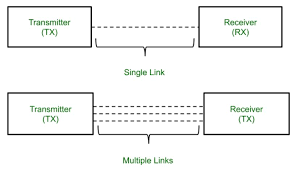 Transmitter
(TX)
Receiver
(RX)
Single Link
Transmitter
(TX)
Receiver
(TX)
Multiple Links